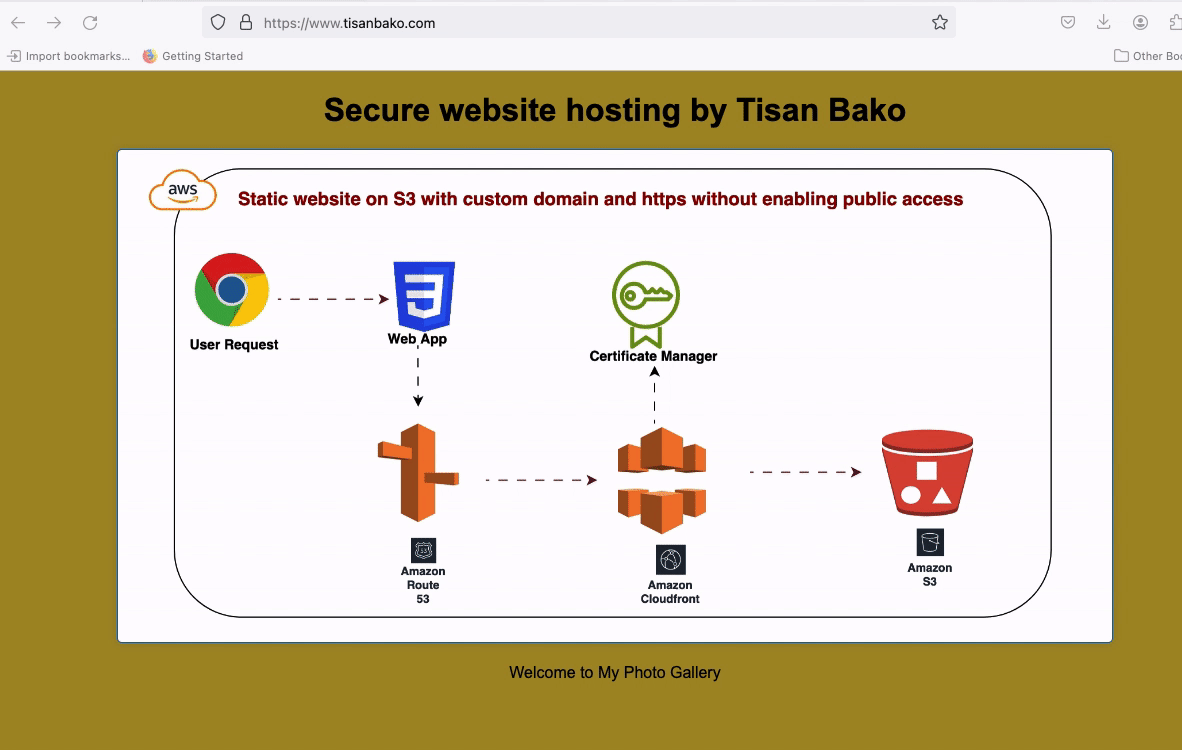 https://www.tisanbako.com
Import bookmarks... Getting Started Other Boo
Secure website hosting by Tisan Bako
aws
Static website on S3 with custom domain and https without enabling public access
User Request
Web App
Certificate Manager
53
Amazon
Route
53
Amazon
Cloudfront
Amazon
S3
Welcome to My Photo Gallery